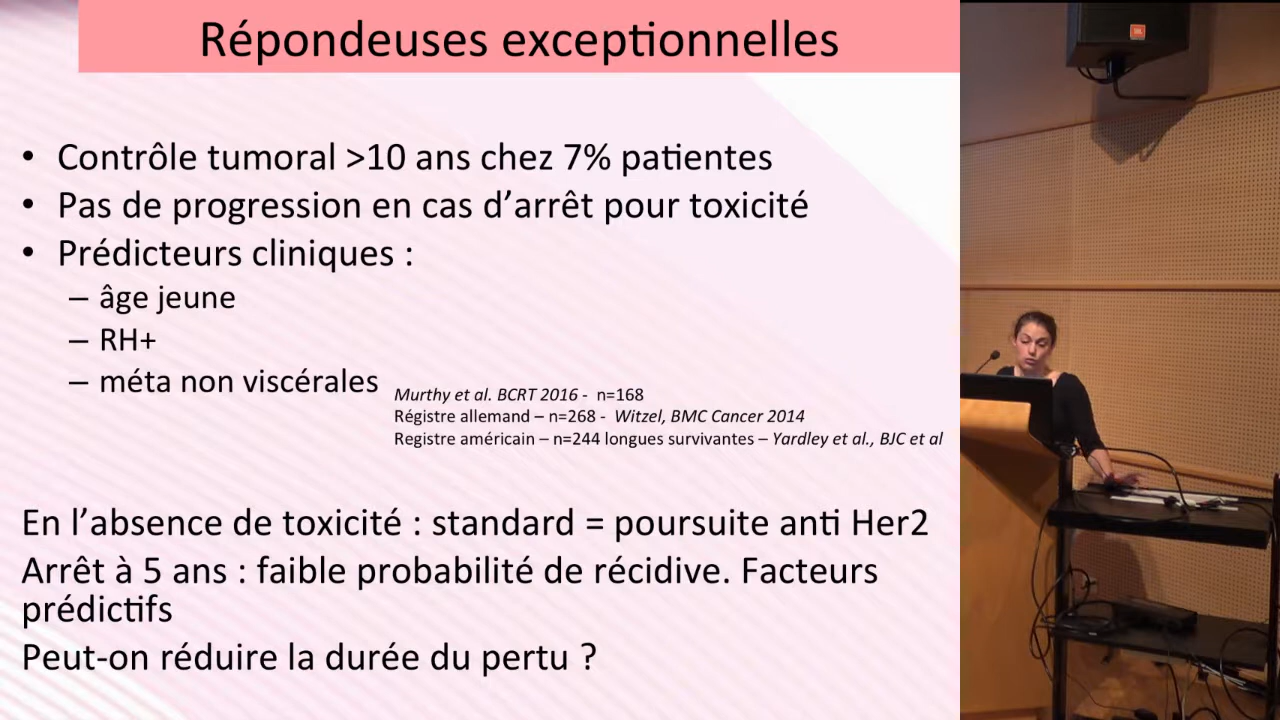 Répondeuses exceptionnelles
• Contrôle tumoral >10 ans chez 7% patientes
• Pas de progression en cas d'arrêt pour toxicité
• Prédicteurs cliniques :
– âge jeune
– RH+
– méta non viscérales
Murthy et al. BCRT 2016 - n=168
Régistre allemand – n=268 - Witzel, BMC Cancer 2014
Registre américain – n=244 longues survivantes – Yardley et al., BJC et al
En l'absence de toxicité : standard = poursuite anti Her2
Arrêt à 5 ans : faible probabilité de récidive. Facteurs
prédictifs
Peut-on réduire la durée du pertu ?
JBL